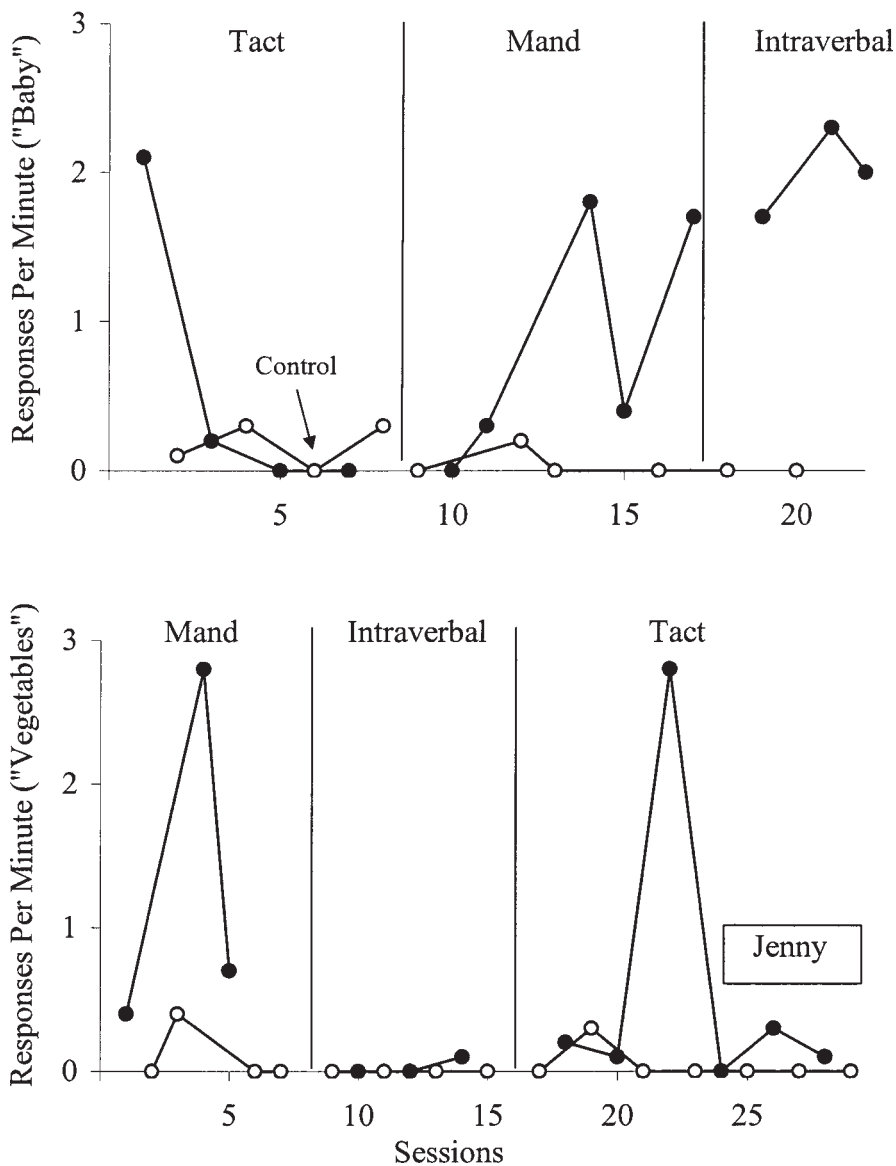 Responses Per Minute ("Baby")
3
2
1
0
Tact
Mand
Intraverbal
Control
5
10
15
20
Responses Per Minute ("Vegetables")
3
2
1
0
Mand
Intraverbal
Tact
Jenny
5
10
15
20
25
Sessions